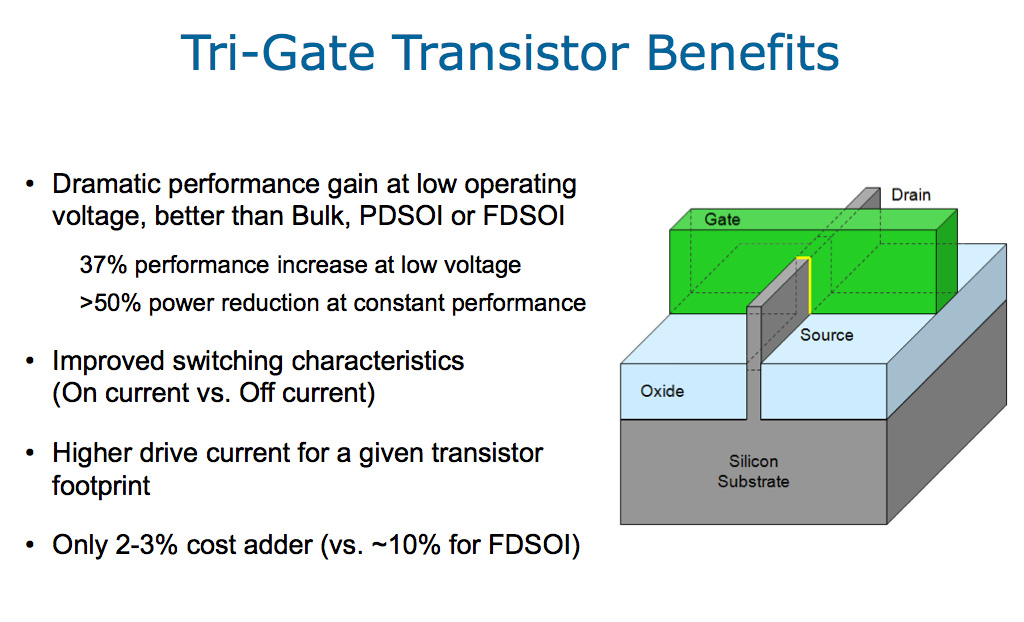 Tri-Gate Transistor Benefits
• Dramatic performance gain at low operating
voltage, better than Bulk, PDSOI or FDSOI
37% performance increase at low voltage
>50% power reduction at constant performance
• Improved switching characteristics
(On current vs. Off current)
• Higher drive current for a given transistor
footprint
• Only 2-3% cost adder (vs. ~10% for FDSOI)
Drain
Gate
Source
Oxide
Silicon
Substrate